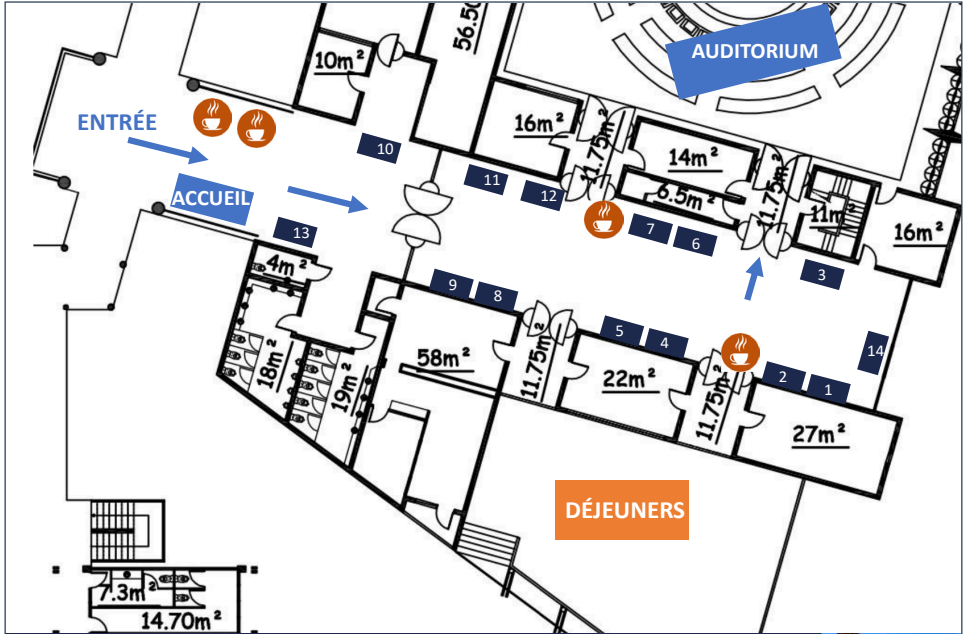 56.50
AUDITORIUM
10m²
ENTRÉE
16m²
11.75m²
14m²
10
11
12
6.5m²
11.75m²
11m²
16m²
ACCUEIL
13
7
6
4m²
3
9
8
5
4
14
18m²
19m²
58m²
11.75m²
22m²
11.75m²
2
1
27m²
DÉJEUNERS
7.3m²
14.70m²